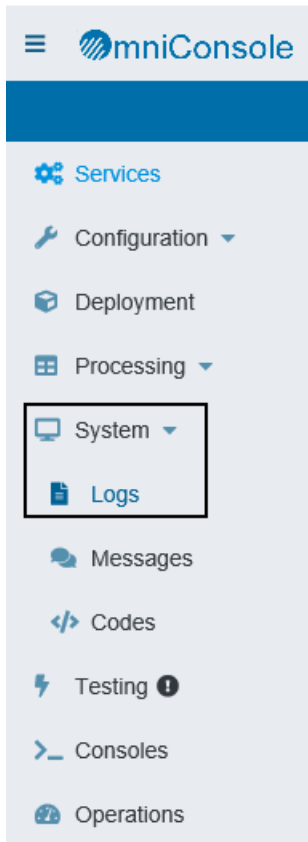 OmniConsole
Services
Configuration
Deployment
Processing
System
Logs
Messages
Codes
Testing
Consoles
Operations